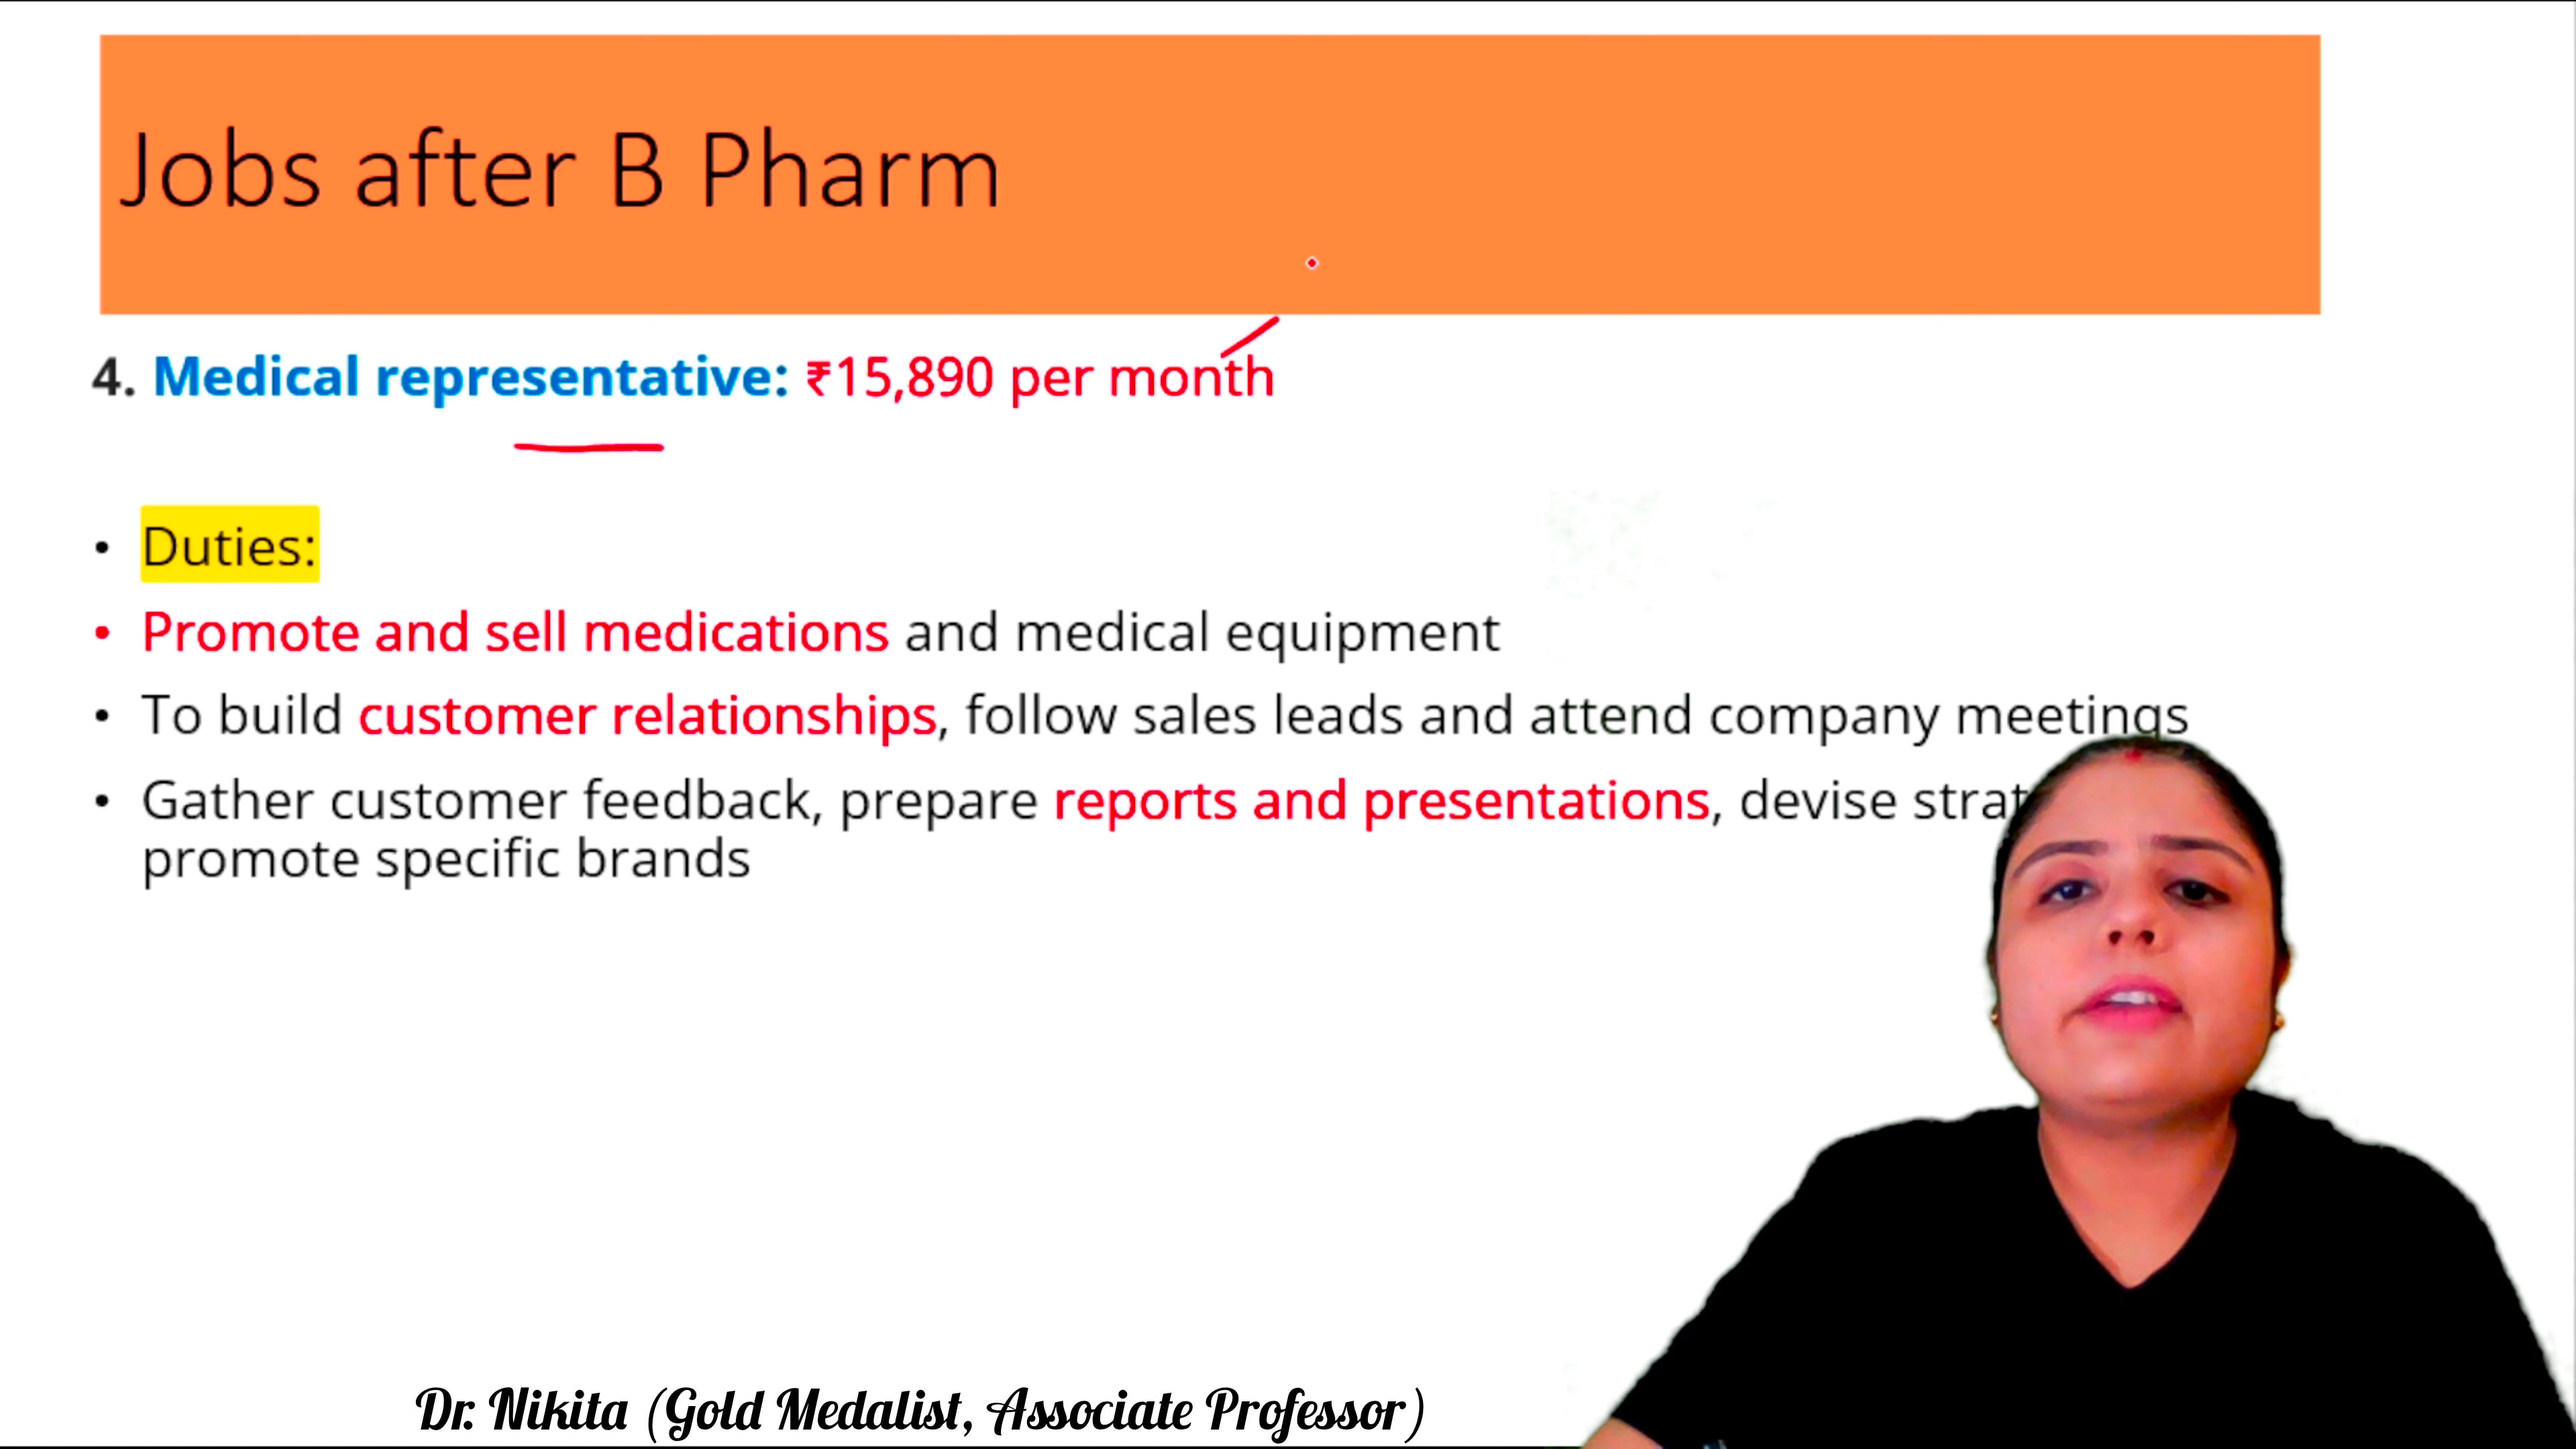 Jobs after B Pharm
4. Medical representative: ₹15,890 per month
• Duties:
• Promote and sell medications and medical equipment
• To build customer relationships, follow sales leads and attend company meetings
• Gather customer feedback, prepare reports and presentations, devise
promote specific brands
Dr. Nikita (Gold Medalist, Associate Professor)